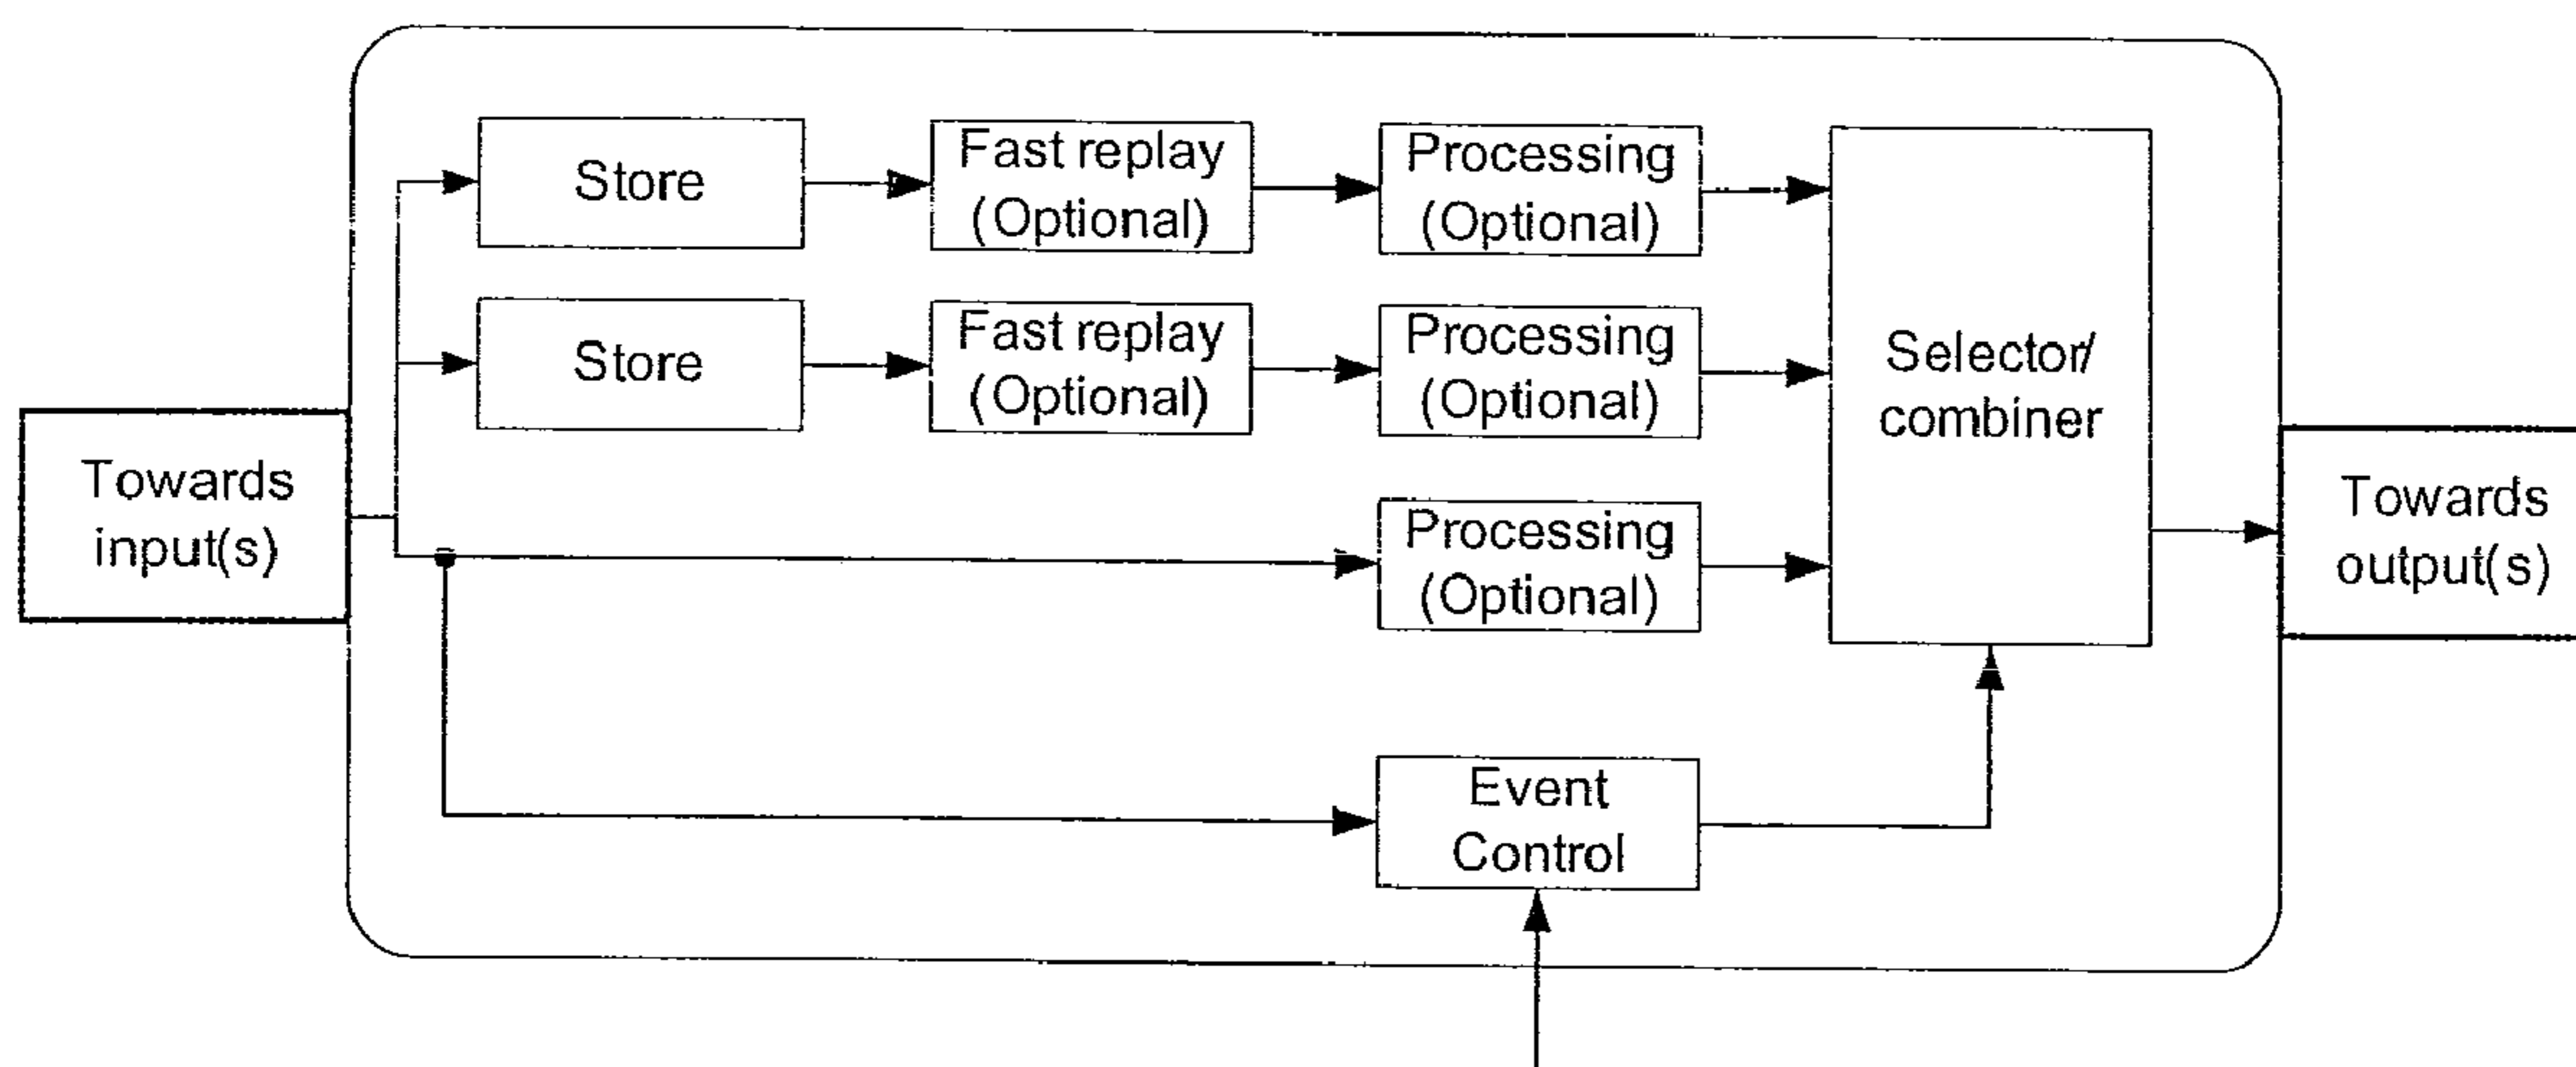 Store
Fast replay
(Optional)
Processing
(Optional)
Store
Fast replay
(Optional)
Processing
(Optional)
Selector/
combiner
Towards
input(s)
Processing
(Optional)
Towards
output(s)
Event
Control